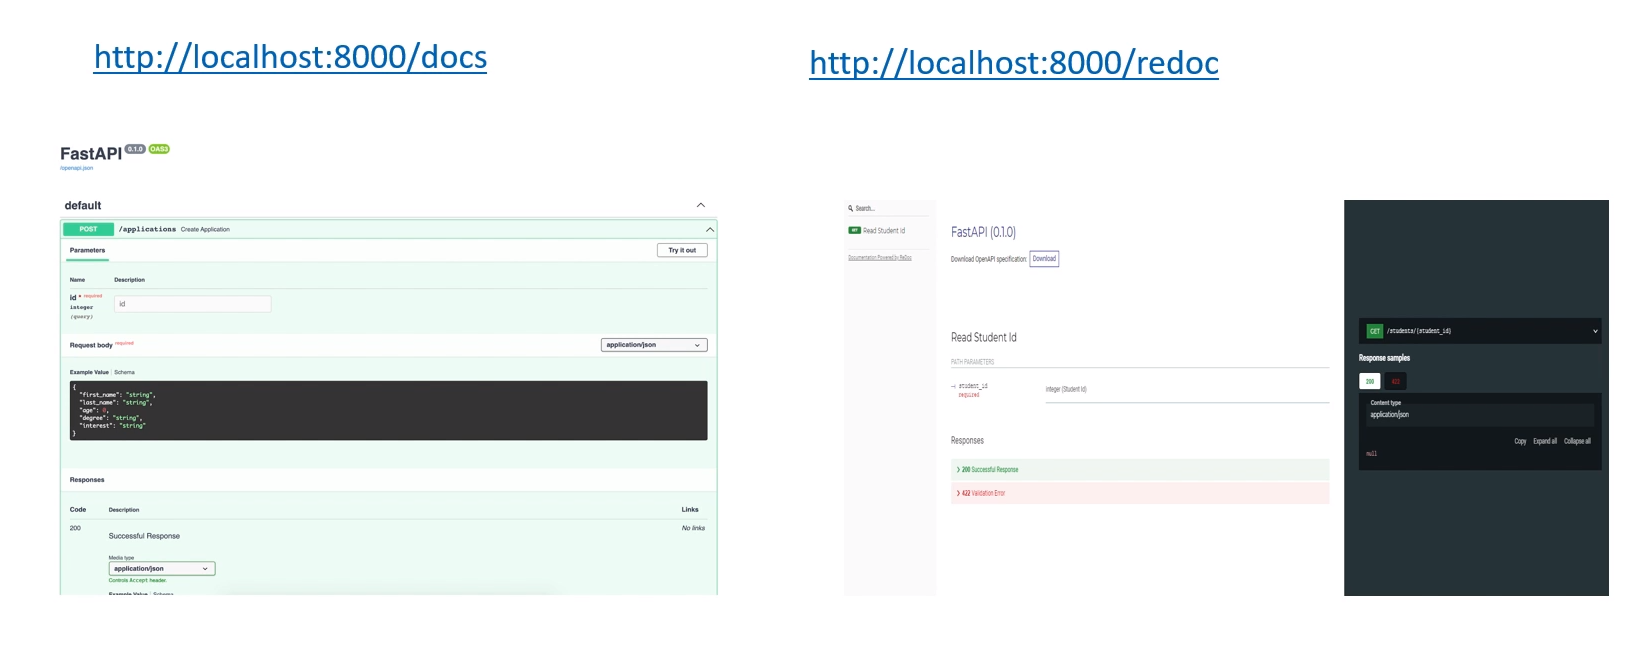 http://localhost:8000/docs
FastAPI 0.1.0 OAS3
/openapi.json
default
POST /applications Create Application
Parameters
Try it out
Name Description
id * required
integer
(query)
id
Request body required
application/json
Example Value | Schema
{
"first_name": "string",
"last_name": "string",
"age": 0,
"degree": "string",
"interest": "string"
}
Responses
Code Description Links
200
Successful Response
No links
Media type
application/json
Controls Accept header.
Example Value | Schema
http://localhost:8000/redoc
Search...
GET Read Student Id
Documentation Powered by ReDoc
FastAPI (0.1.0)
Download OpenAPI specification: Download
Read Student Id
PATH PARAMETERS
student_id
required
integer (Student Id)
Responses
200 Successful Response
422 Validation Error
GET /students/{student_id}
Response samples
200 422
Content type
application/json
Copy Expand all Collapse all
null